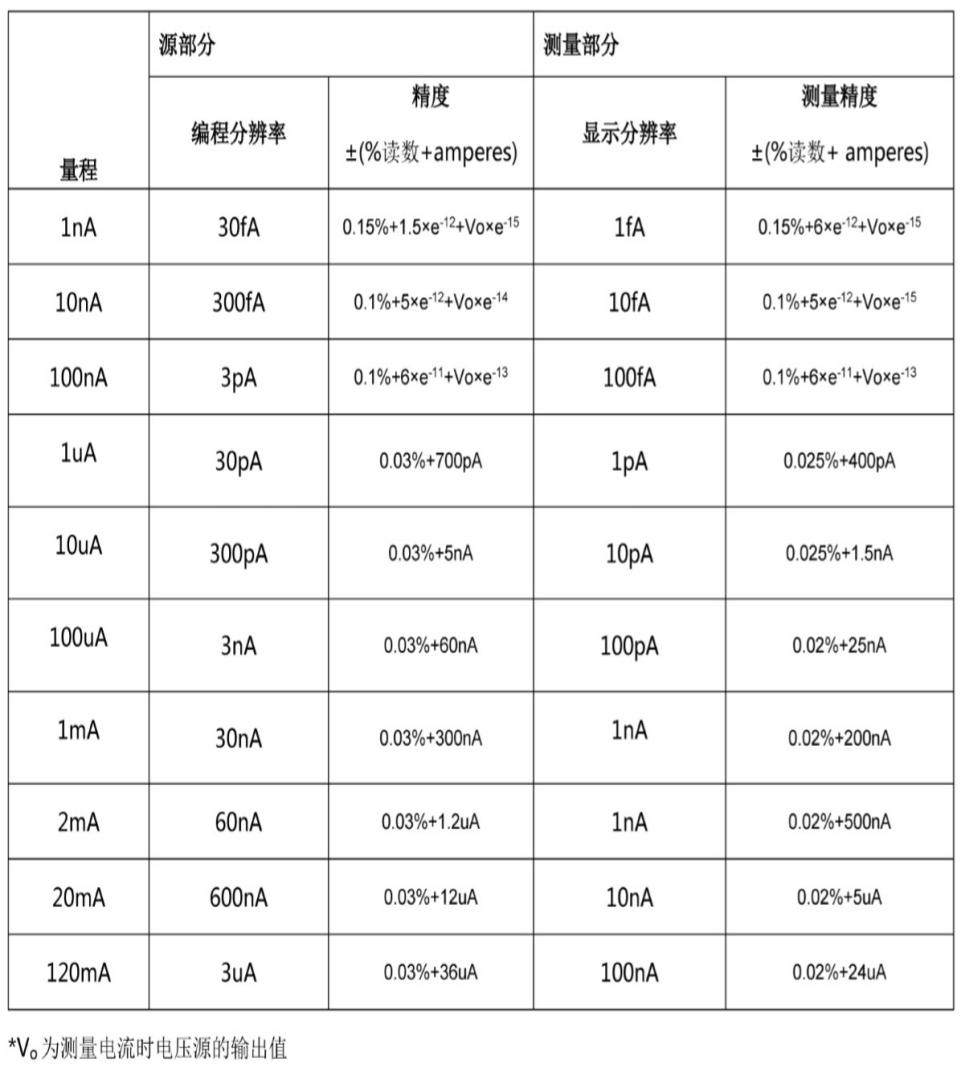 源部分 测量部分
量程 编程分辨率 精度 显示分辨率 测量精度
±(%读数+amperes) ±(%读数+ amperes)
1nA 30fA 0.15%+1.5×e-12+Vo×e-15 1fA 0.15%+6×e-12+Vo×e-15
10nA 300fA 0.1%+5×e-12+Vo×e-14 10fA 0.1%+5×e-12+Vo×e-15
100nA 3pA 0.1%+6×e-11+Vo×e-13 100fA 0.1%+6×e-11+Vo×e-13
1uA 30pA 0.03%+700pA 1pA 0.025%+400pA
10uA 300pA 0.03%+5nA 10pA 0.025%+1.5nA
100uA 3nA 0.03%+60nA 100pA 0.02%+25nA
1mA 30nA 0.03%+300nA 1nA 0.02%+200nA
2mA 60nA 0.03%+1.2uA 1nA 0.02%+500nA
20mA 600nA 0.03%+12uA 10nA 0.02%+5uA
120mA 3uA 0.03%+36uA 100nA 0.02%+24uA
*Vo为测量电流时电压源的输出值